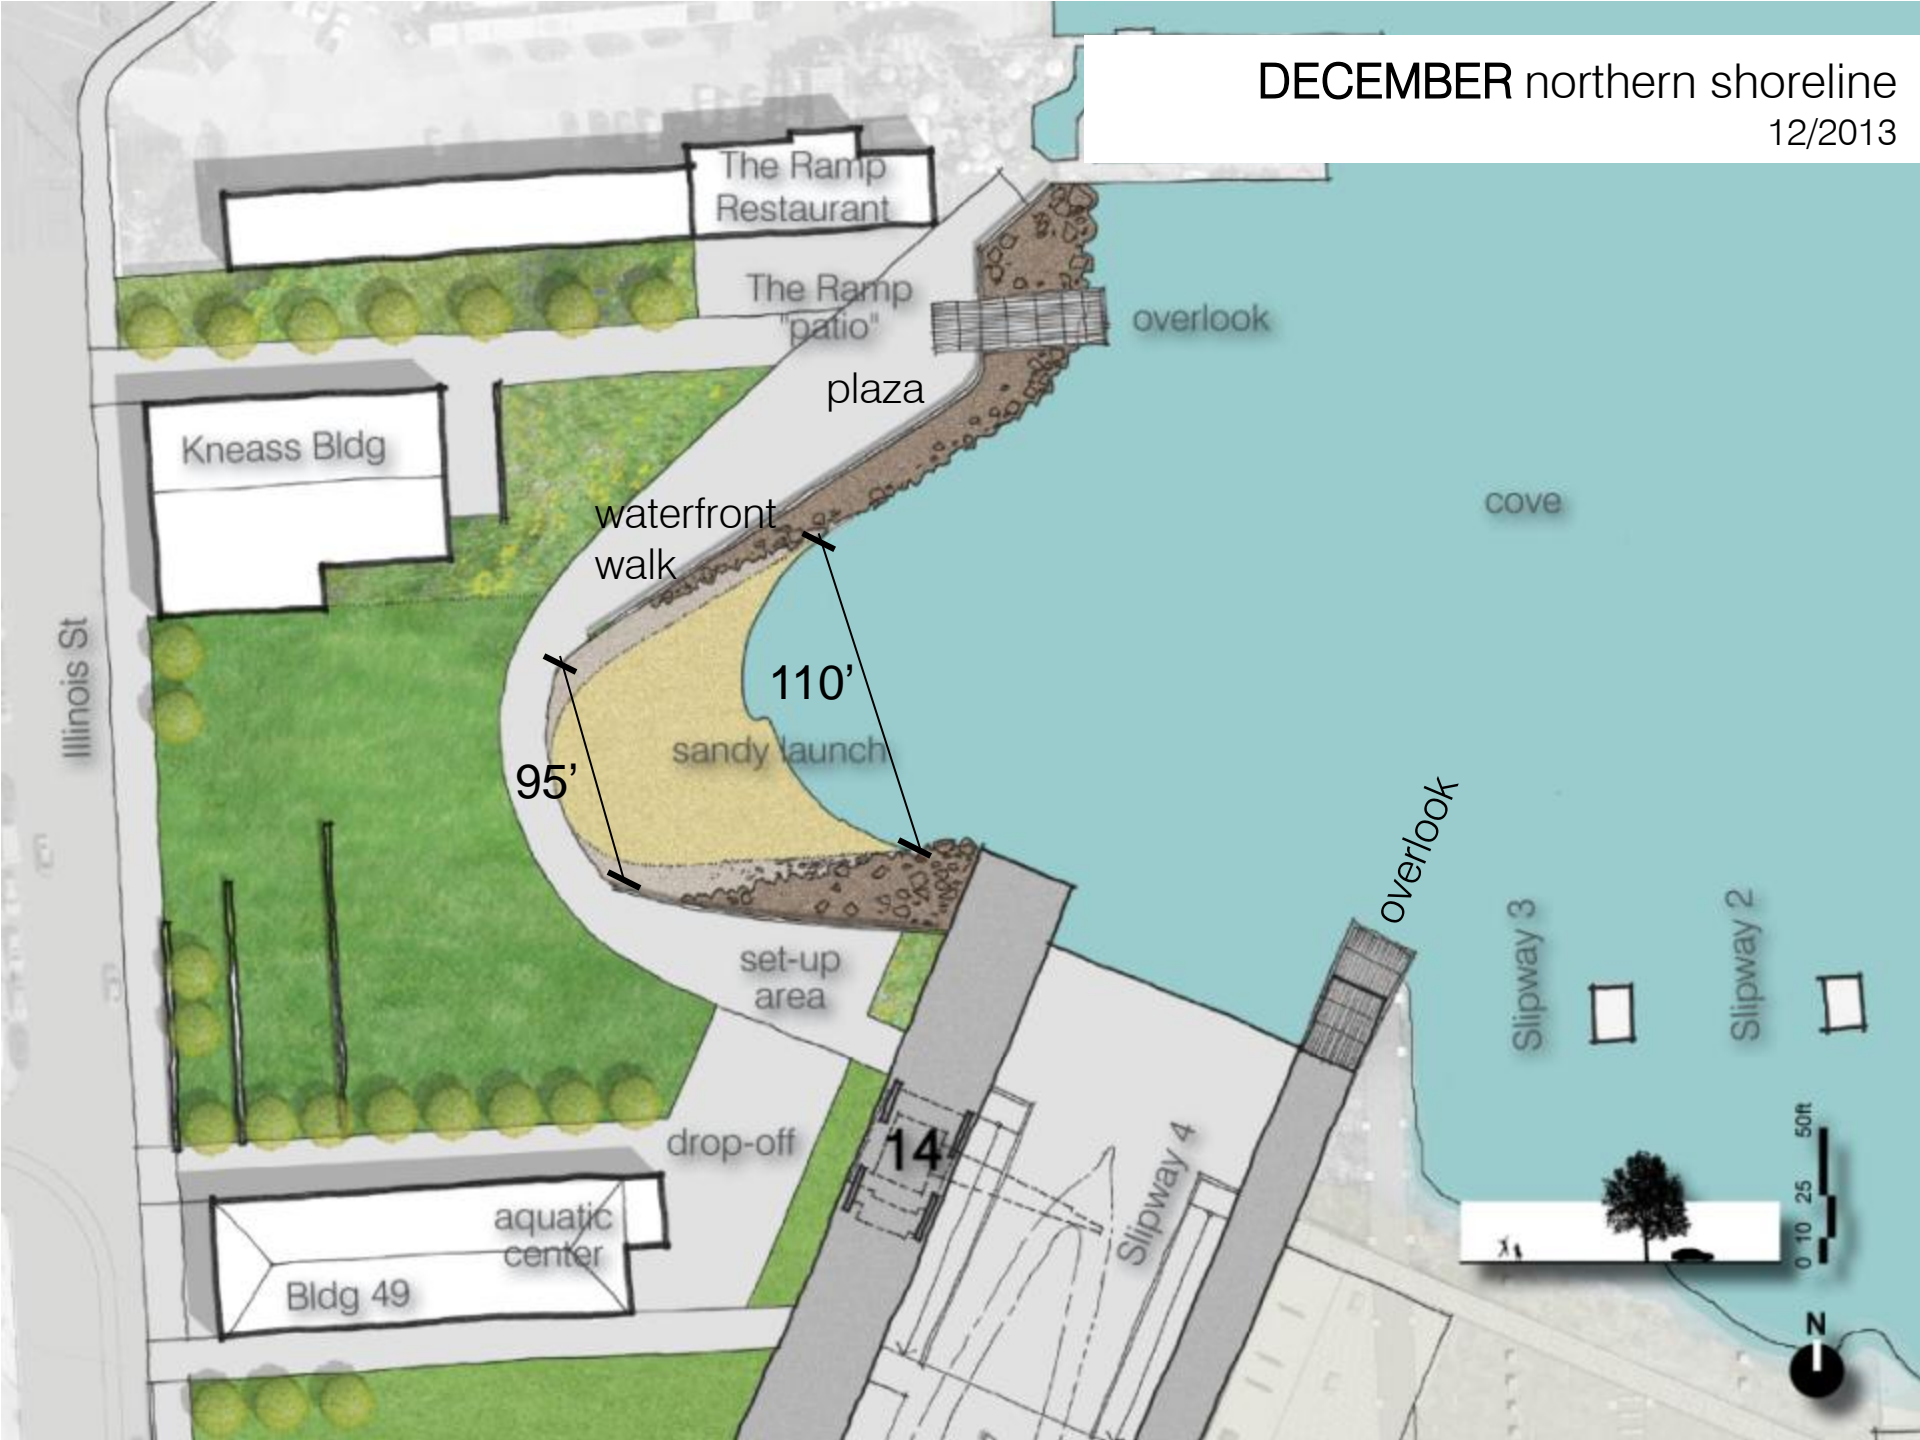 DECEMBER northern shoreline
12/2013
The Ramp
Restaurant
The Ramp
"patio"
overlook
plaza
Kneass Bldg
cove
waterfront
walk
Illinois St
110’
sandy launch
95’
overlook
set-up
area
Slipway 3
Slipway 2
drop-off
14
Slipway 4
aquatic
center
Bldg 49
0 10 25 50ft
N